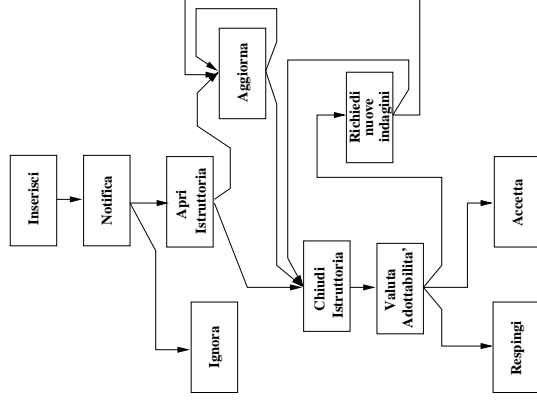 Inserisci
Notifica
Apri
Istruttoria
Aggiorna
Ignora
Chiudi
Istruttoria
Richiedi
nuove
indagini
Valuta
Adottabilita'
Respingi
Accetta